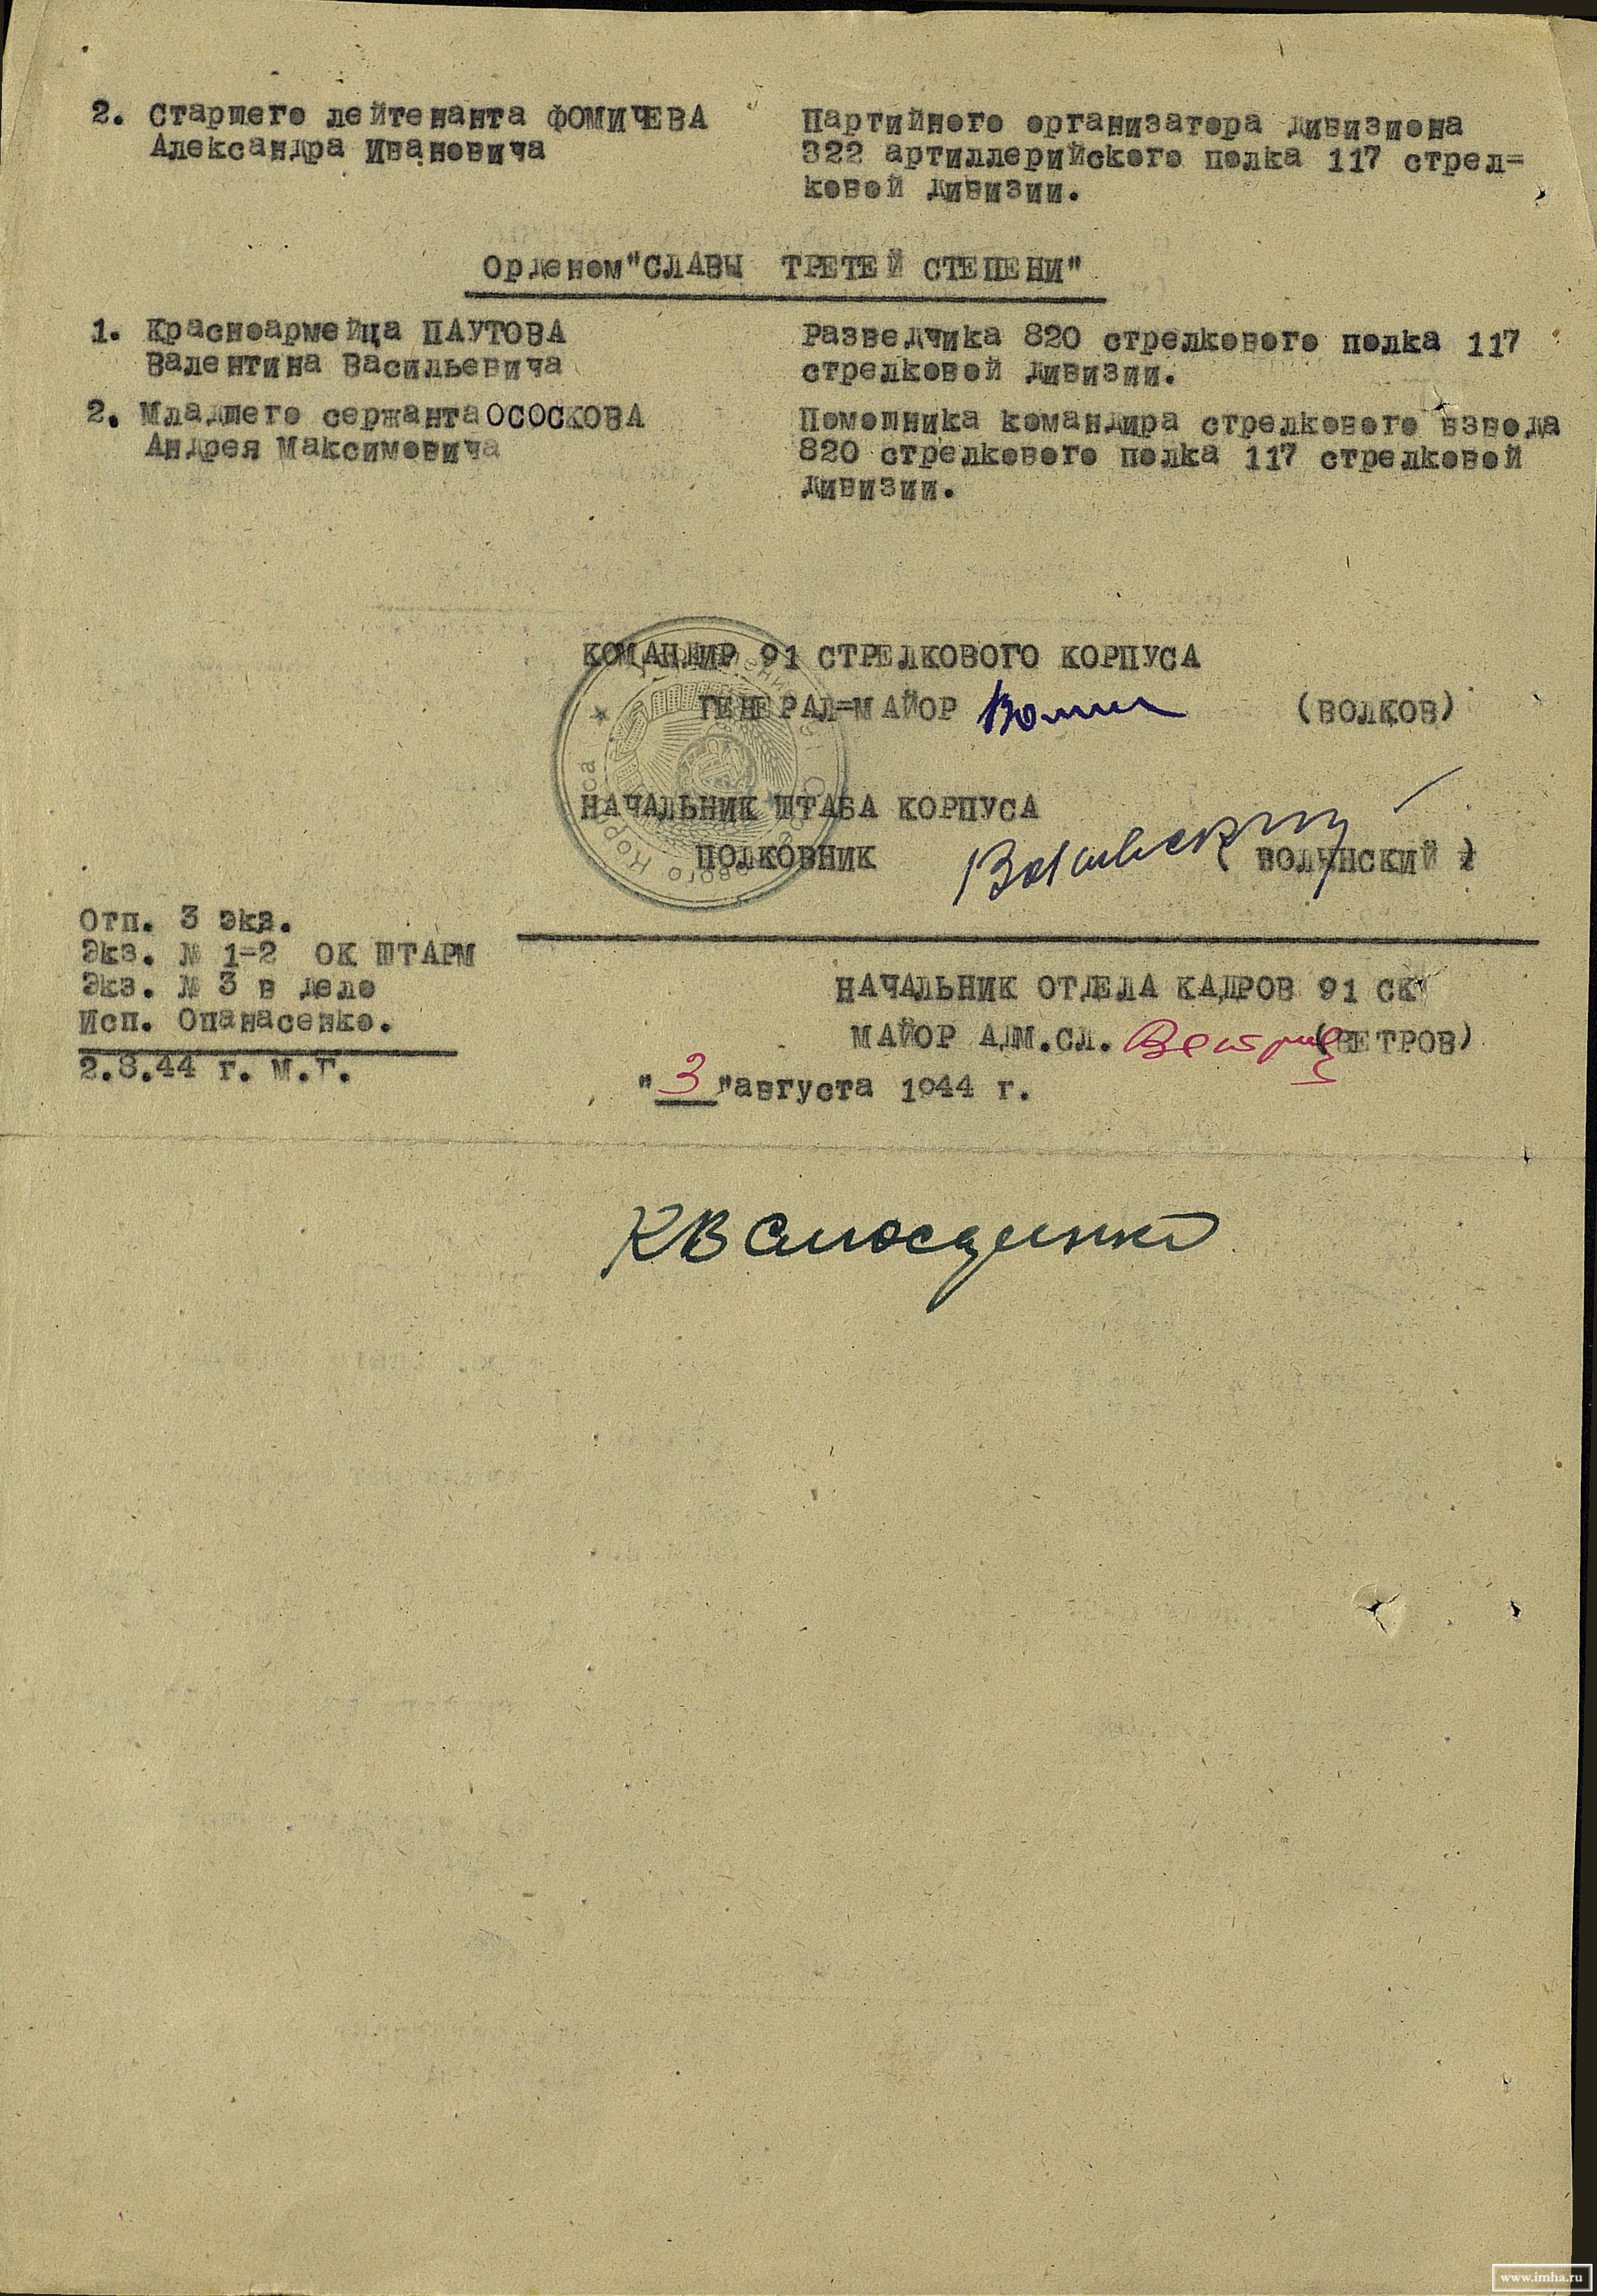 2. Старшего лейтенанта ФОМИЧЕВА
Александра Ивановича
Партийного организатора дивизиона
322 артиллерийского полка 117 стрел=
ковой дивизии.
Орденом "СЛАВЫ ТРЕТЕЙ СТЕПЕНИ"
1. Красноармейца ПАУТОВА
Валентина Васильевича
Разведчика 820 стрелкового полка 117
стрелковой дивизии.
2. Младшего сержанта ОСОСКОВА
Андрея Максимовича
Помошника командира стрелкового взвода
820 стрелкового полка 117 стрелковой
дивизии.
КОМАНДИР 91 СТРЕЛКОВОГО КОРПУСА
ГЕНЕРАЛ=МАЙОР (ВОЛКОВ)
НАЧАЛЬНИК ШТАБА КОРПУСА
ПОЛКОВНИК ( ВОЛЫНСКИЙ )
Отп. 3 экз.
Экз. № 1=2 ОК ШТАРМ
Экз. № 3 в деле
Исп. Опанасенко.
2.8.44 г. М.Г.
НАЧАЛЬНИК ОТДЕЛА КАДРОВ 91 СК
МАЙОР АДМ.СЛ. (ВЕТРОВ)
"3" августа 1944 г.
www.imha.ru